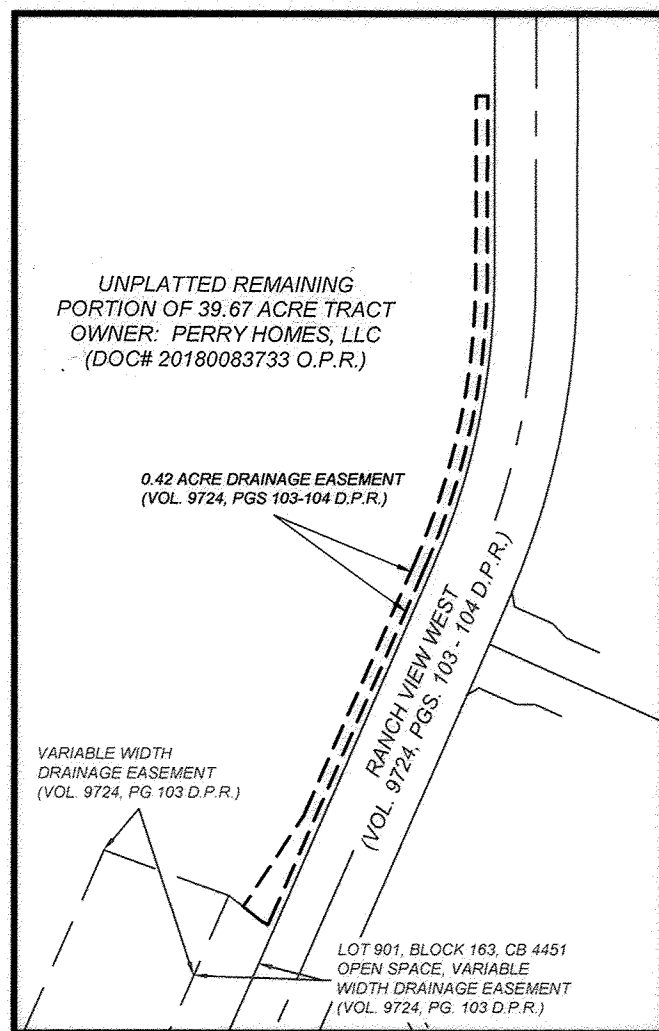 UNPLATTED REMAINING
PORTION OF 39.67 ACRE TRACT
OWNER: PERRY HOMES, LLC
(DOC# 20180083733 O.P.R.)
0.42 ACRE DRAINAGE EASEMENT
(VOL. 9724, PGS 103-104 D.P.R.)
RANCH VIEW WEST
(VOL. 9724, PGS. 103 - 104 D.P.R.)
VARIABLE WIDTH
DRAINAGE EASEMENT
(VOL. 9724, PG 103 D.P.R.)
LOT 901, BLOCK 163, CB 4451
OPEN SPACE, VARIABLE
WIDTH DRAINAGE EASEMENT
(VOL. 9724, PG. 103 D.P.R.)